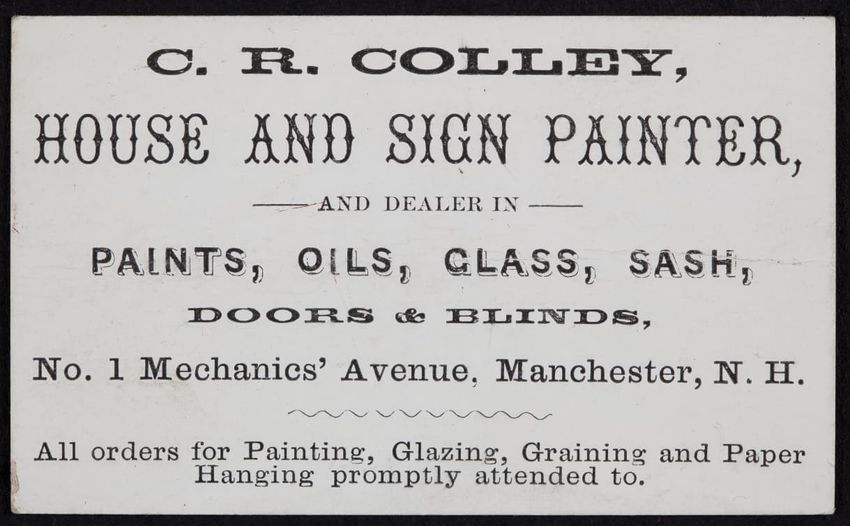 C. R. COLLEY,
HOUSE AND SIGN PAINTER,
AND DEALER IN
PAINTS, OILS, GLASS, SASH,
DOORS & BLINDS,
No. 1 Mechanics' Avenue, Manchester, N. H.
All orders for Painting, Glazing, Graining and Paper
Hanging promptly attended to.